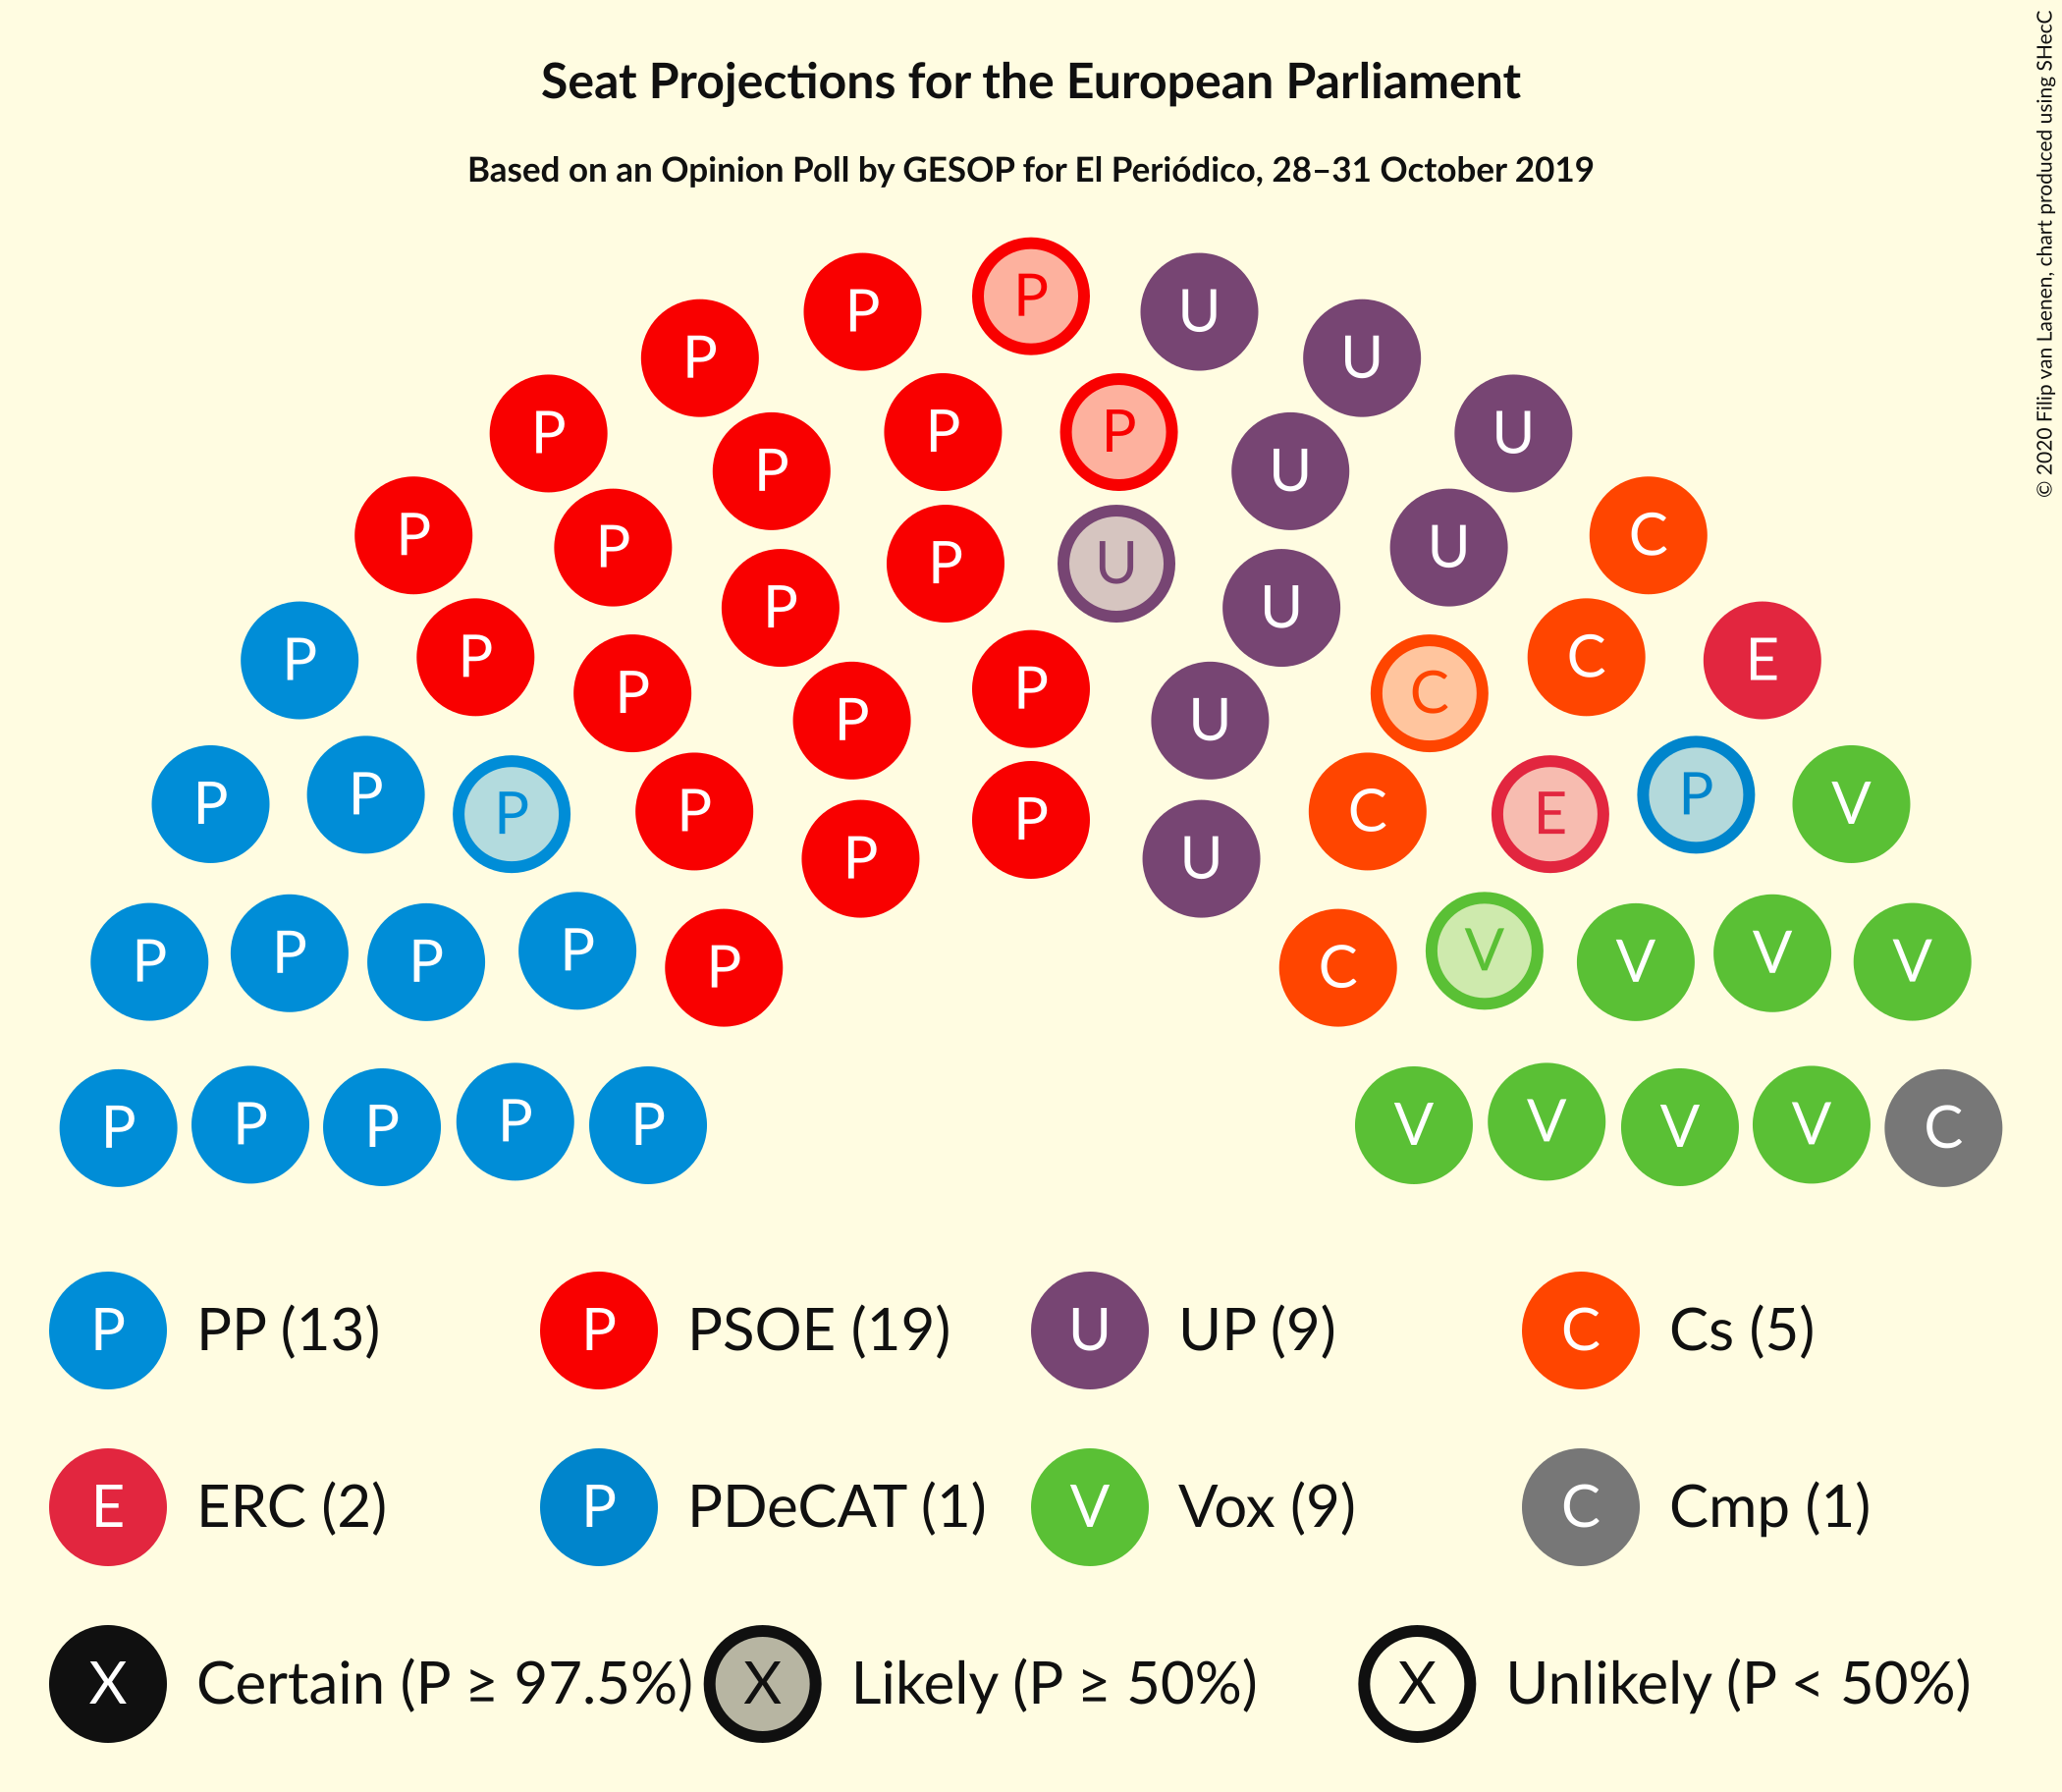 Seat Projections for the European Parliament
Based on an Opinion Poll by GESOP for El Periódico, 28–31 October 2019
© 2020 Filip van Laenen, chart produced using SHecC
P
P P U
P U
P P U
P P U
P U
P C
P P U
P U U
P C
P P E
P C
P P U
P P C
P P V
P P C E
P P
P U
P V
P C
P P V V
P V
P V
P V
P P V V
P P V V
P C
P PP (13)
P PSOE (19)
U UP (9)
C Cs (5)
E ERC (2)
P PDeCAT (1)
V Vox (9)
C Cmp (1)
X Certain (P ≥ 97.5%)
X Likely (P ≥ 50%)
X Unlikely (P < 50%)